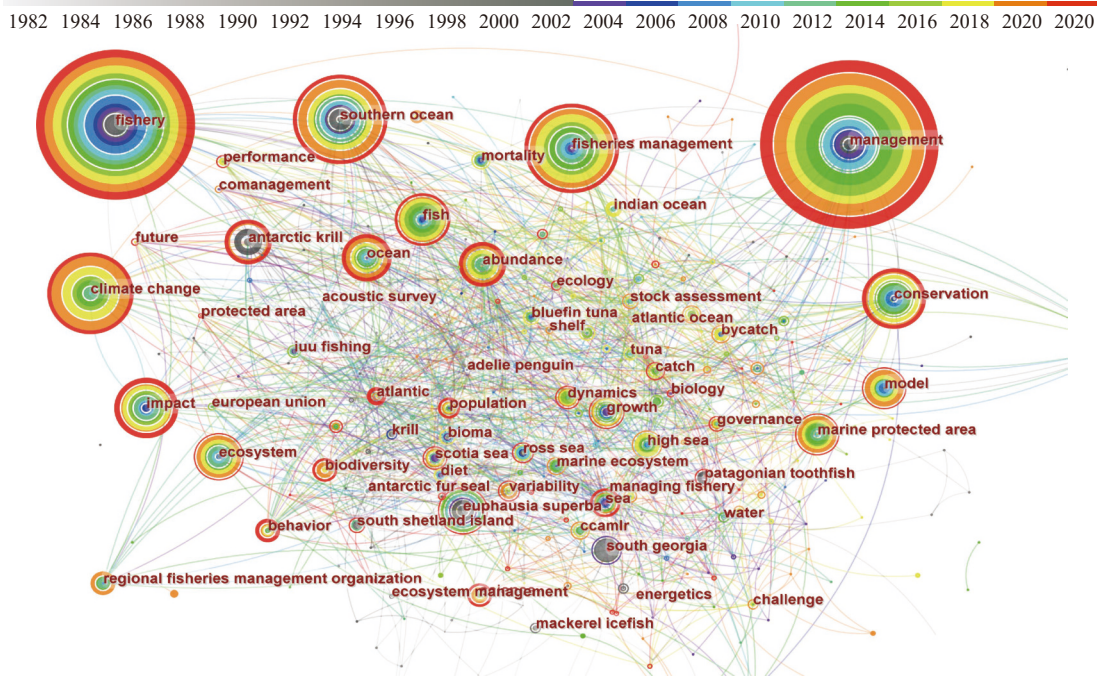 1982 1984 1986 1988 1990 1992 1994 1996 1998 2000 2002 2004 2006 2008 2010 2012 2014 2016 2018 2020 2020
fishery
southern ocean
fisheries management
management
performance
mortality
comanagement
fish
indian ocean
future
antarctic krill
ocean
abundance
ecology
climate change
acoustic survey
stock assessment
conservation
protected area
bluefin tuna
atlantic ocean
shelf
bycatch
iuu fishing
tuna
adelie penguin
catch
biology
model
impact
european union
atlantic
population
dynamics
growth
governance
marine protected area
krill
bioma
high sea
ecosystem
scotia sea
ross sea
biodiversity
diet
marine ecosystem
patagonian toothfish
antarctic fur seal
variability
managing fishery
euphausia superba
sea
water
behavior
south shetland island
ccamlr
south georgia
regional fisheries management organization
ecosystem management
energetics
challenge
mackerel icefish